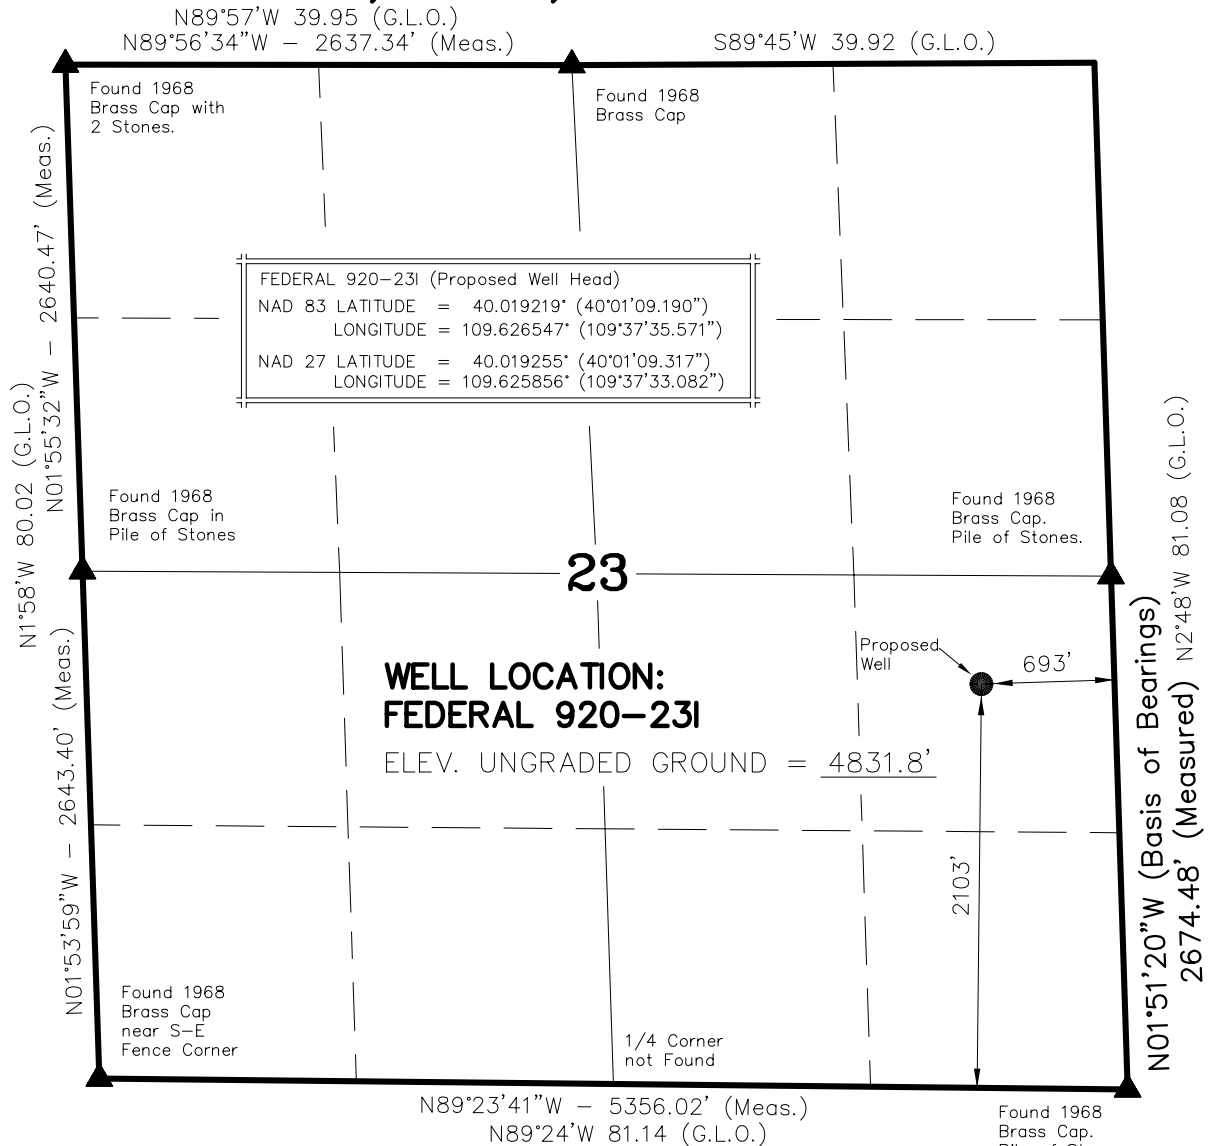 N89°57'W 39.95 (G.L.O.)
N89°56'34"W – 2637.34' (Meas.)
S89°45'W 39.92 (G.L.O.)
Found 1968
Brass Cap with
2 Stones.
Found 1968
Brass Cap
N01°55'32"W – 2640.47' (Meas.)
N1°58'W 80.02 (G.L.O.)
FEDERAL 920–23I (Proposed Well Head)
NAD 83 LATITUDE = 40.019219° (40°01'09.190")
LONGITUDE = 109.626547° (109°37'35.571")
NAD 27 LATITUDE = 40.019255° (40°01'09.317")
LONGITUDE = 109.625856° (109°37'33.082")
Found 1968
Brass Cap in
Pile of Stones
Found 1968
Brass Cap.
Pile of Stones.
23
N2°48'W 81.08 (G.L.O.)
N01°51'20"W (Basis of Bearings)
2674.48' (Measured)
Proposed
Well
693'
WELL LOCATION:
FEDERAL 920–23I
ELEV. UNGRADED GROUND = 4831.8'
N01°53'59"W – 2643.40' (Meas.)
2103'
Found 1968
Brass Cap
near S–E
Fence Corner
1/4 Corner
not Found
N89°23'41"W – 5356.02' (Meas.)
N89°24'W 81.14 (G.L.O.)
Found 1968
Brass Cap.